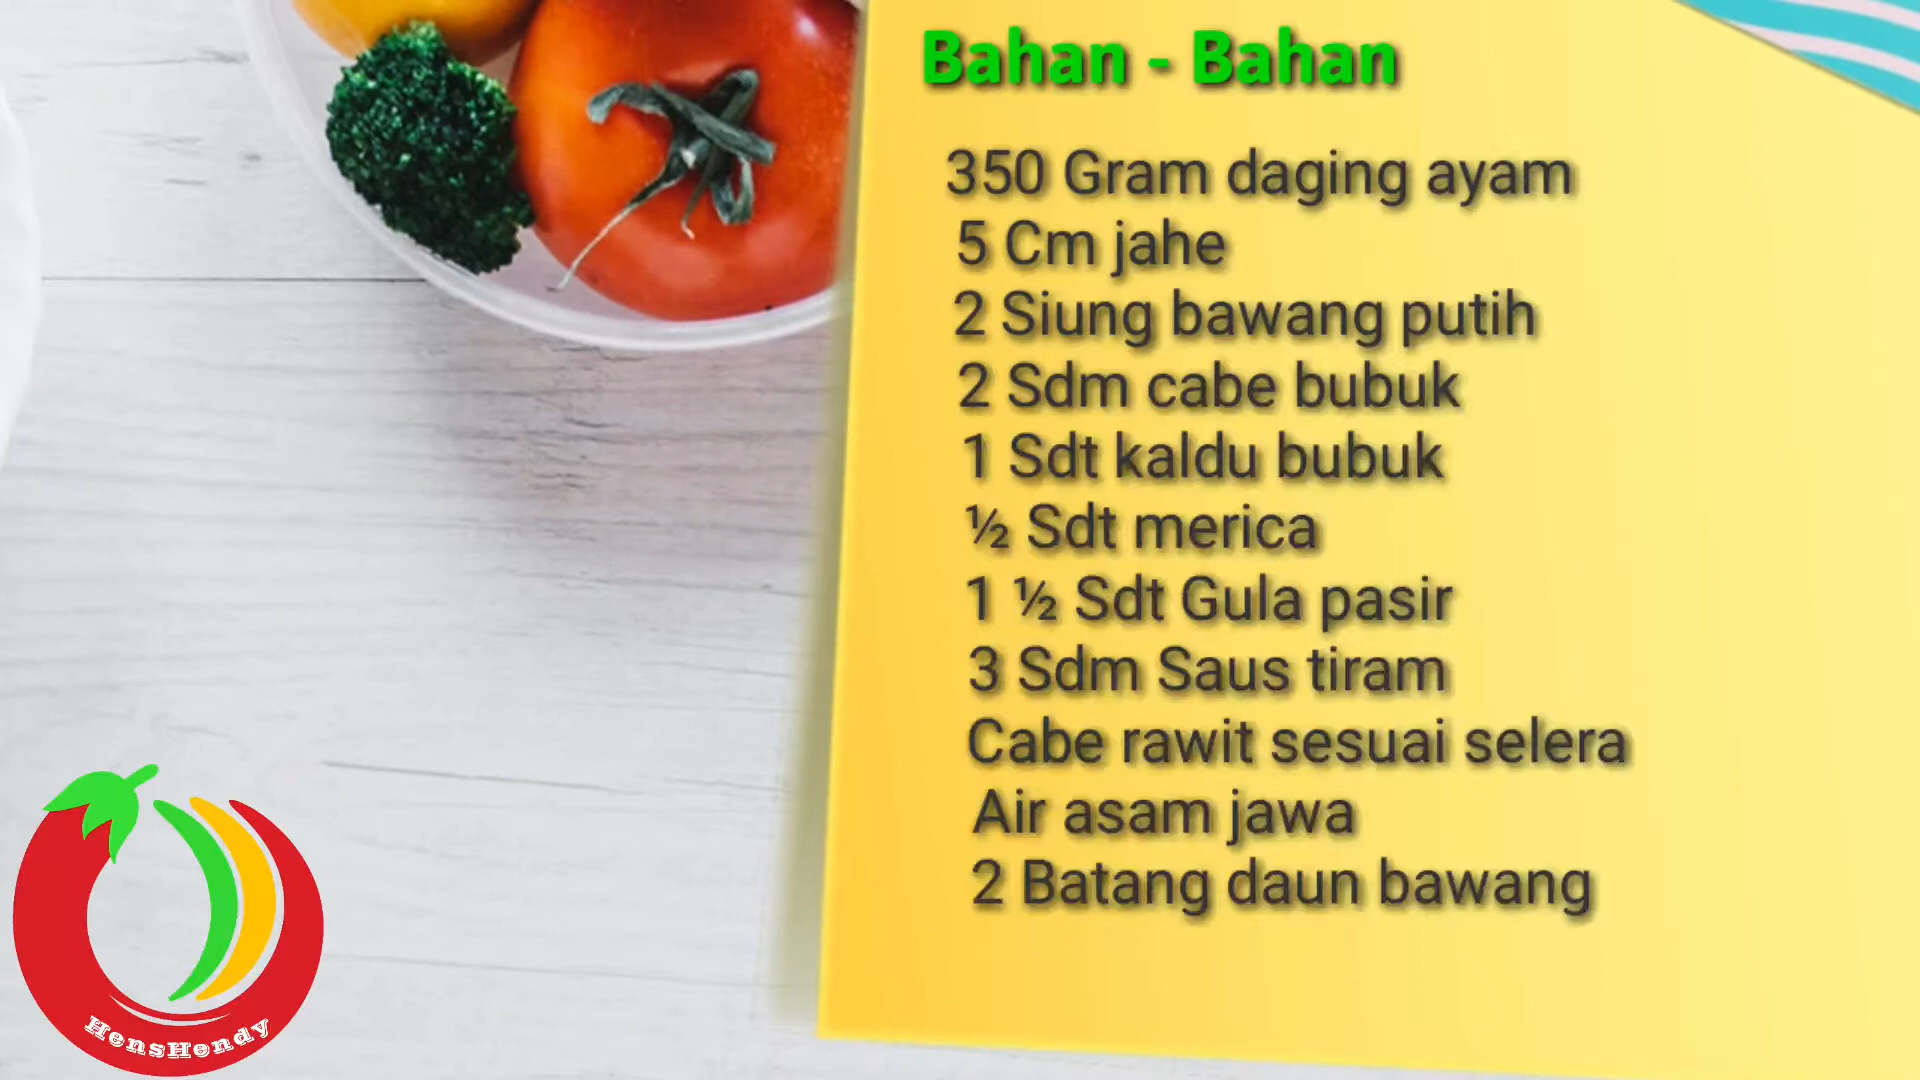 Bahan - Bahan
350 Gram daging ayam
5 Cm jahe
2 Siung bawang putih
2 Sdm cabe bubuk
1 Sdt kaldu bubuk
½ Sdt merica
1 ½ Sdt Gula pasir
3 Sdm Saus tiram
Cabe rawit sesuai selera
Air asam jawa
2 Batang daun bawang
HensHendy